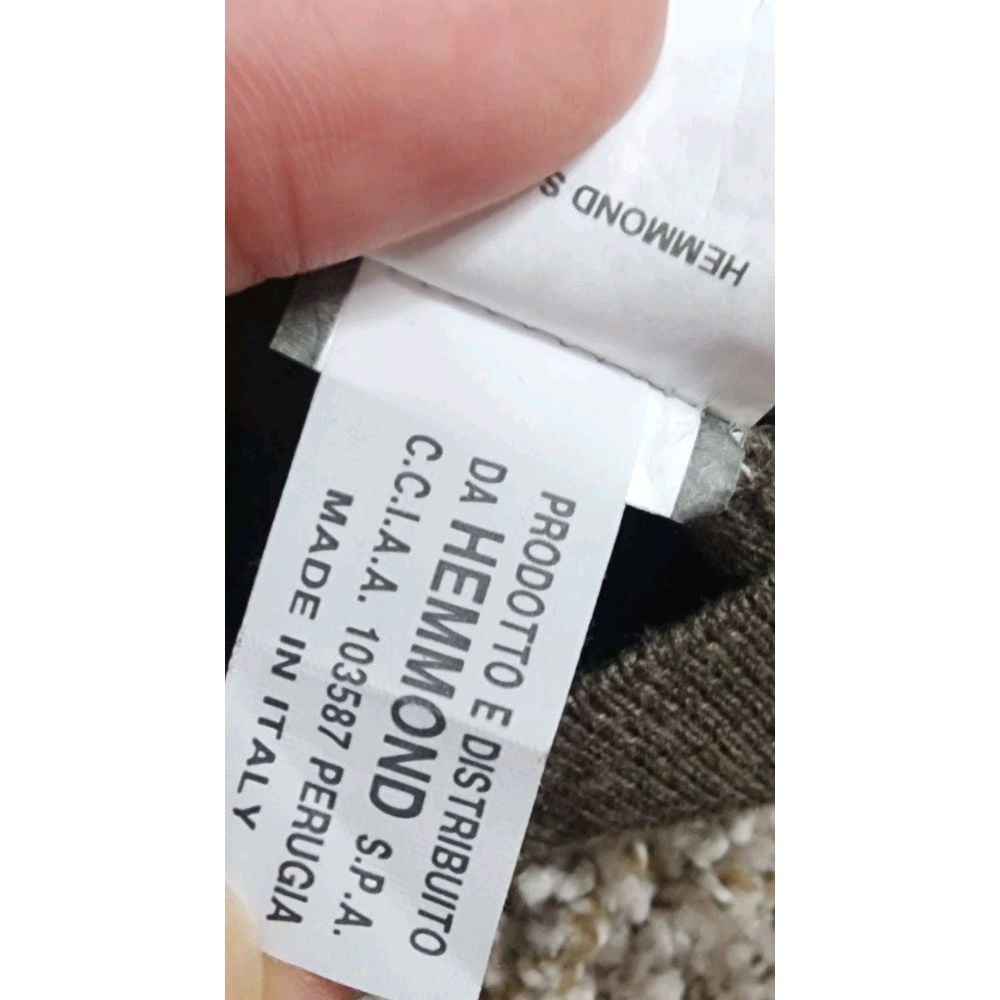 HEMMOND S
PRODOTTO E DISTRIBUITO
DA HEMMOND S.P.A.
C.C.I.A.A. 103587 PERUGIA
MADE IN ITALY